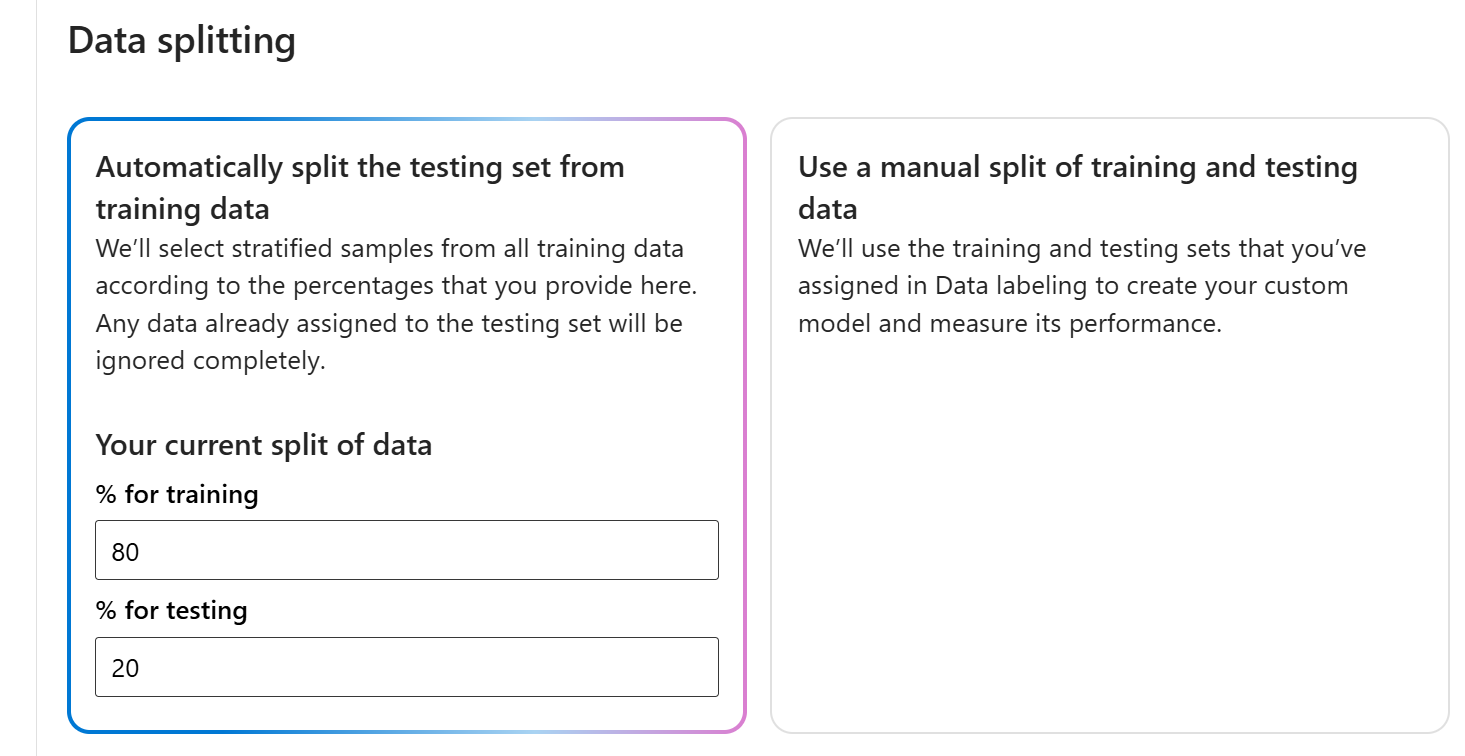 Data splitting
Automatically split the testing set from
training data
We’ll select stratified samples from all training data
according to the percentages that you provide here.
Any data already assigned to the testing set will be
ignored completely.
Your current split of data
% for training
80
% for testing
20
Use a manual split of training and testing
data
We’ll use the training and testing sets that you’ve
assigned in Data labeling to create your custom
model and measure its performance.